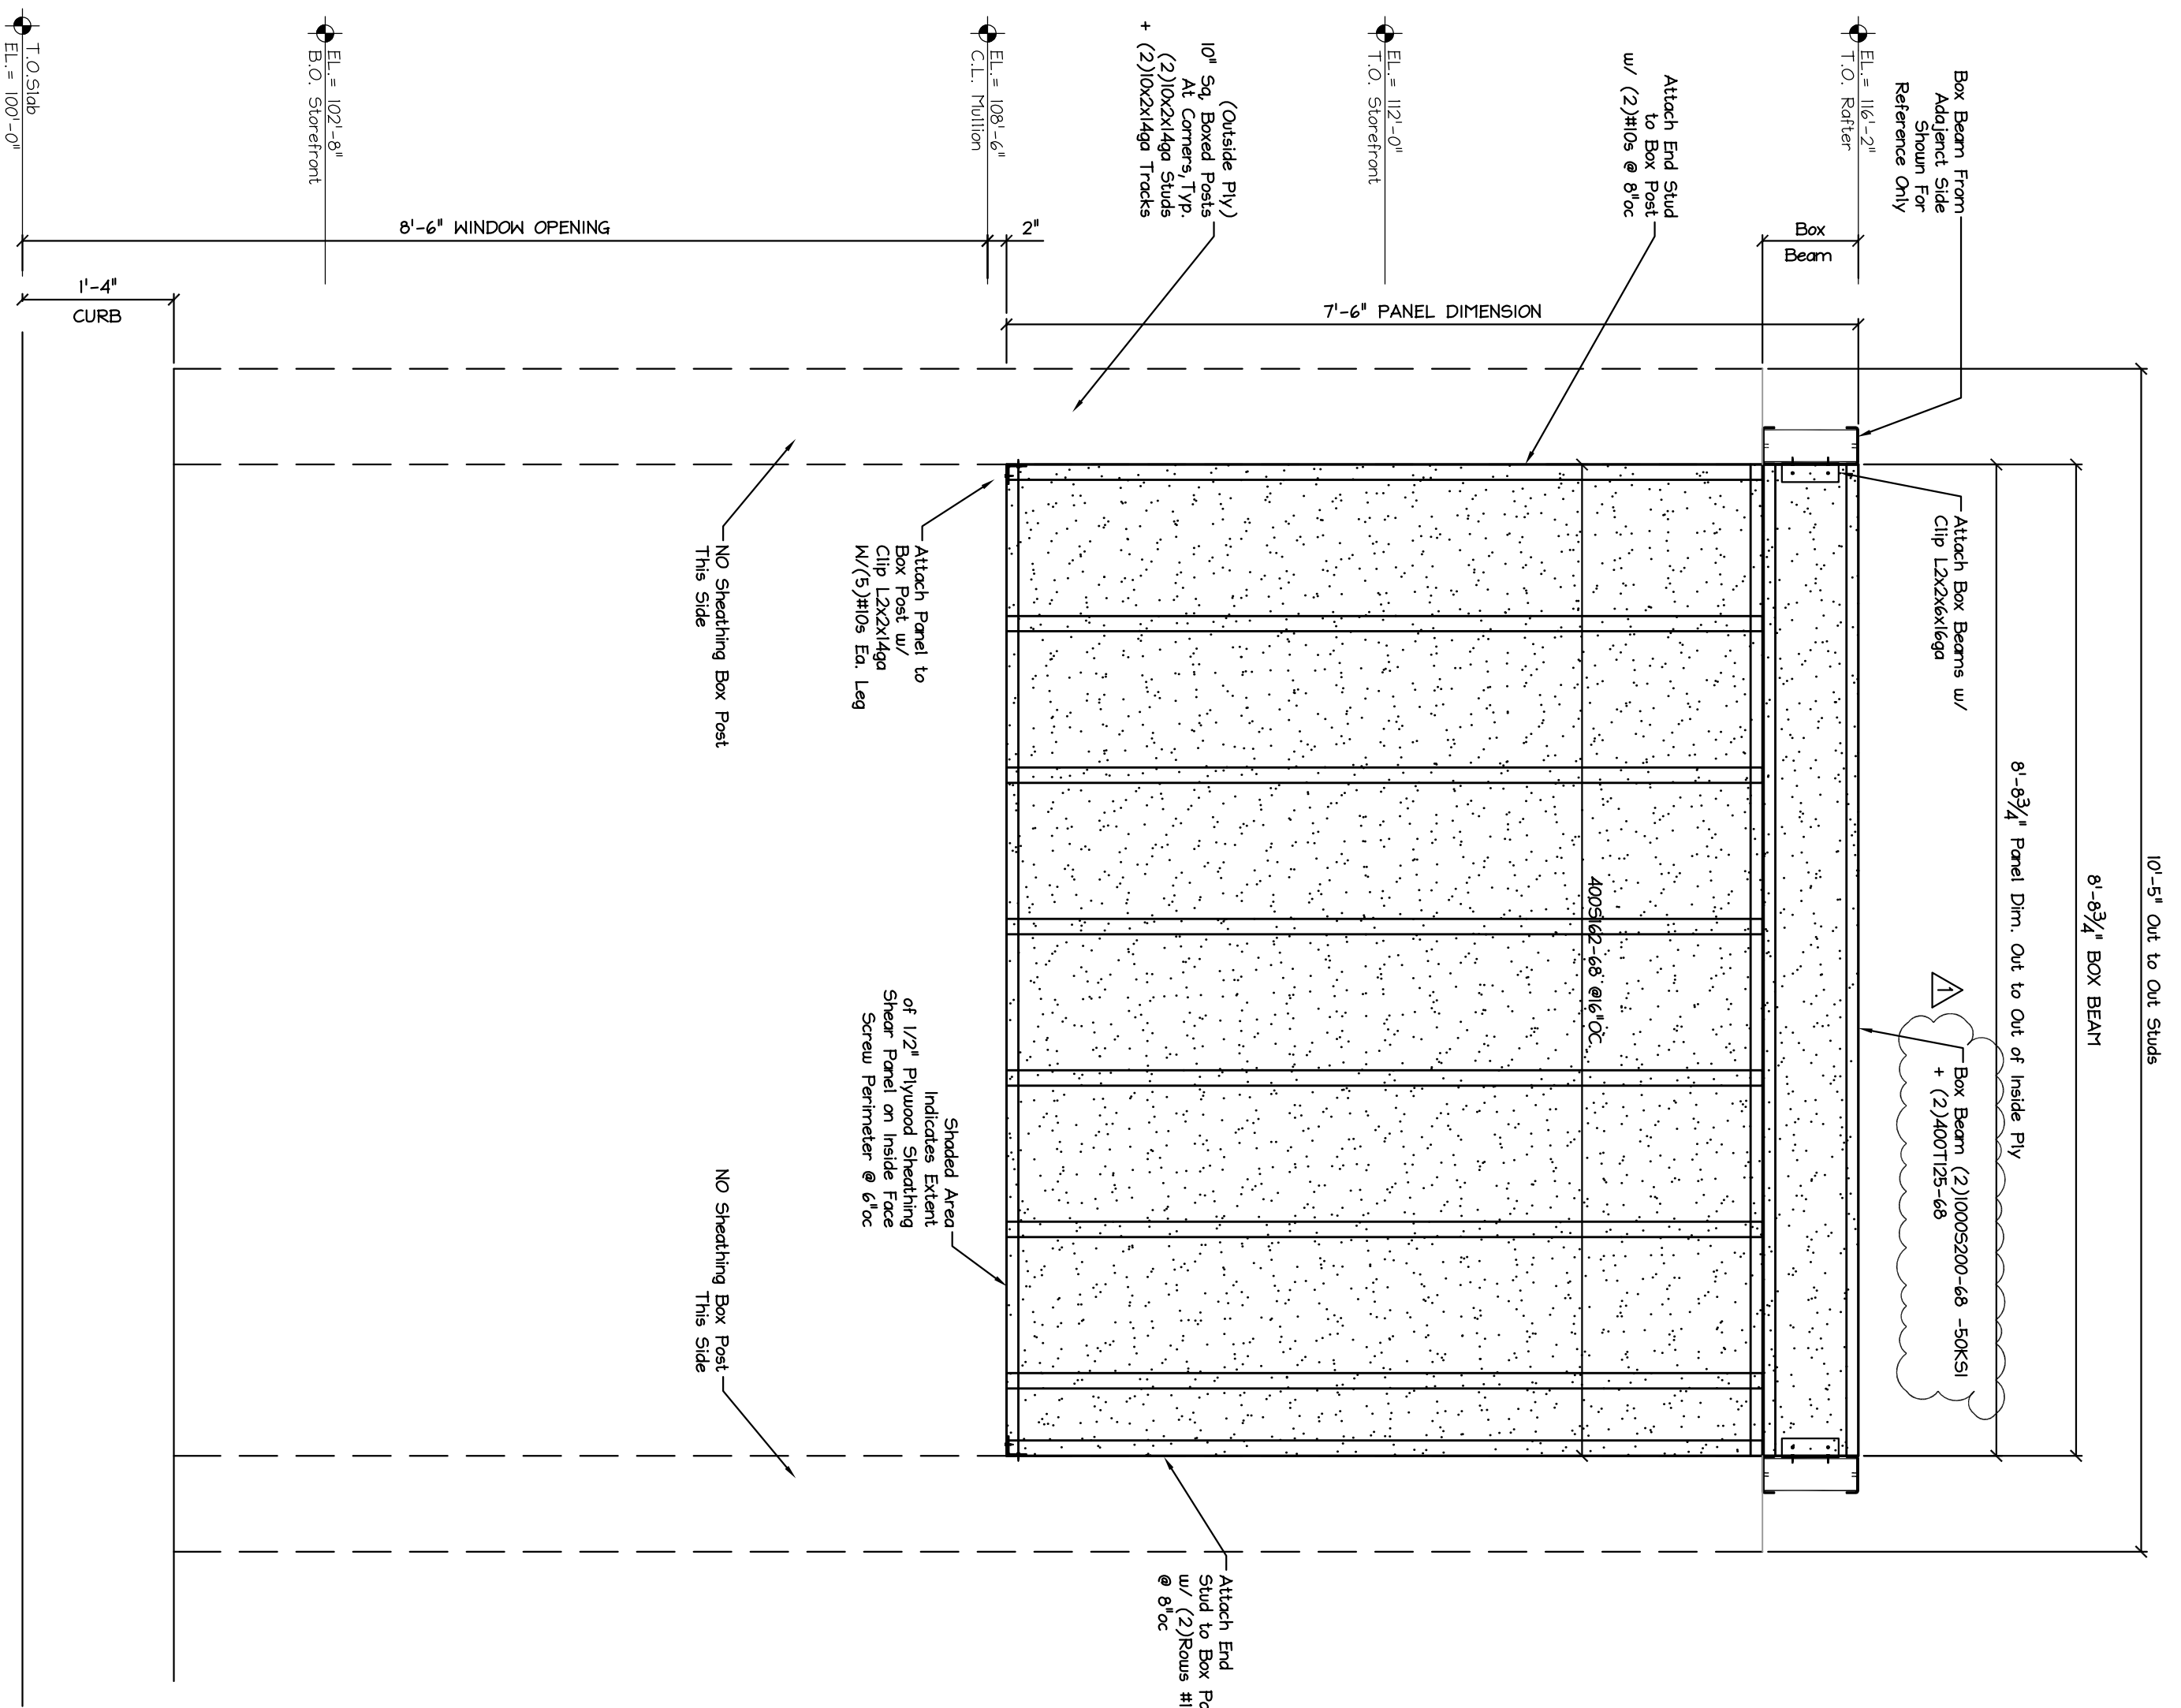 10'-5" Out to Out Studs
8'-8 3/4" BOX BEAM
8'-8 3/4" Panel Dim. Out to Out of Inside Ply
1
Box Beam (2)1000S200-68 -50KSI
+ (2)400T125-68
Box Beam From
Adajenct Side
Shown For
Reference Only
Attach Box Beams w/
Clip L2x2x6x16ga
EL.= 116'-2"
T.O. Rafter
Box
Beam
Attach End Stud
to Box Post
w/ (2)#10s @ 8"oc
7'-6" PANEL DIMENSION
400S162-68 @16"OC
EL.= 112'-0"
T.O. Storefront
(Outside Ply)
10" Sq. Boxed Posts
At Corners, Typ.
(2)10x2x14ga Studs
+ (2)10x2x14ga Tracks
Attach End
Stud to Box
w/ (2)Rows
@ 8"oc
2"
EL.= 108'-6"
C.L. Mullion
Attach Panel to
Box Post w/
Clip L2x2x14ga
W/(5)#10s Ea. Leg
Shaded Area
Indicates Extent
of 1/2" Plywood Sheathing
Shear Panel on Inside Face
Screw Perimeter @ 6"oc
8'-6" WINDOW OPENING
NO Sheathing Box Post
This Side
NO Sheathing Box Post
This Side
EL.= 102'-8"
B.O. Storefront
1'-4"
CURB
T.O.Slab
EL.= 100'-0"